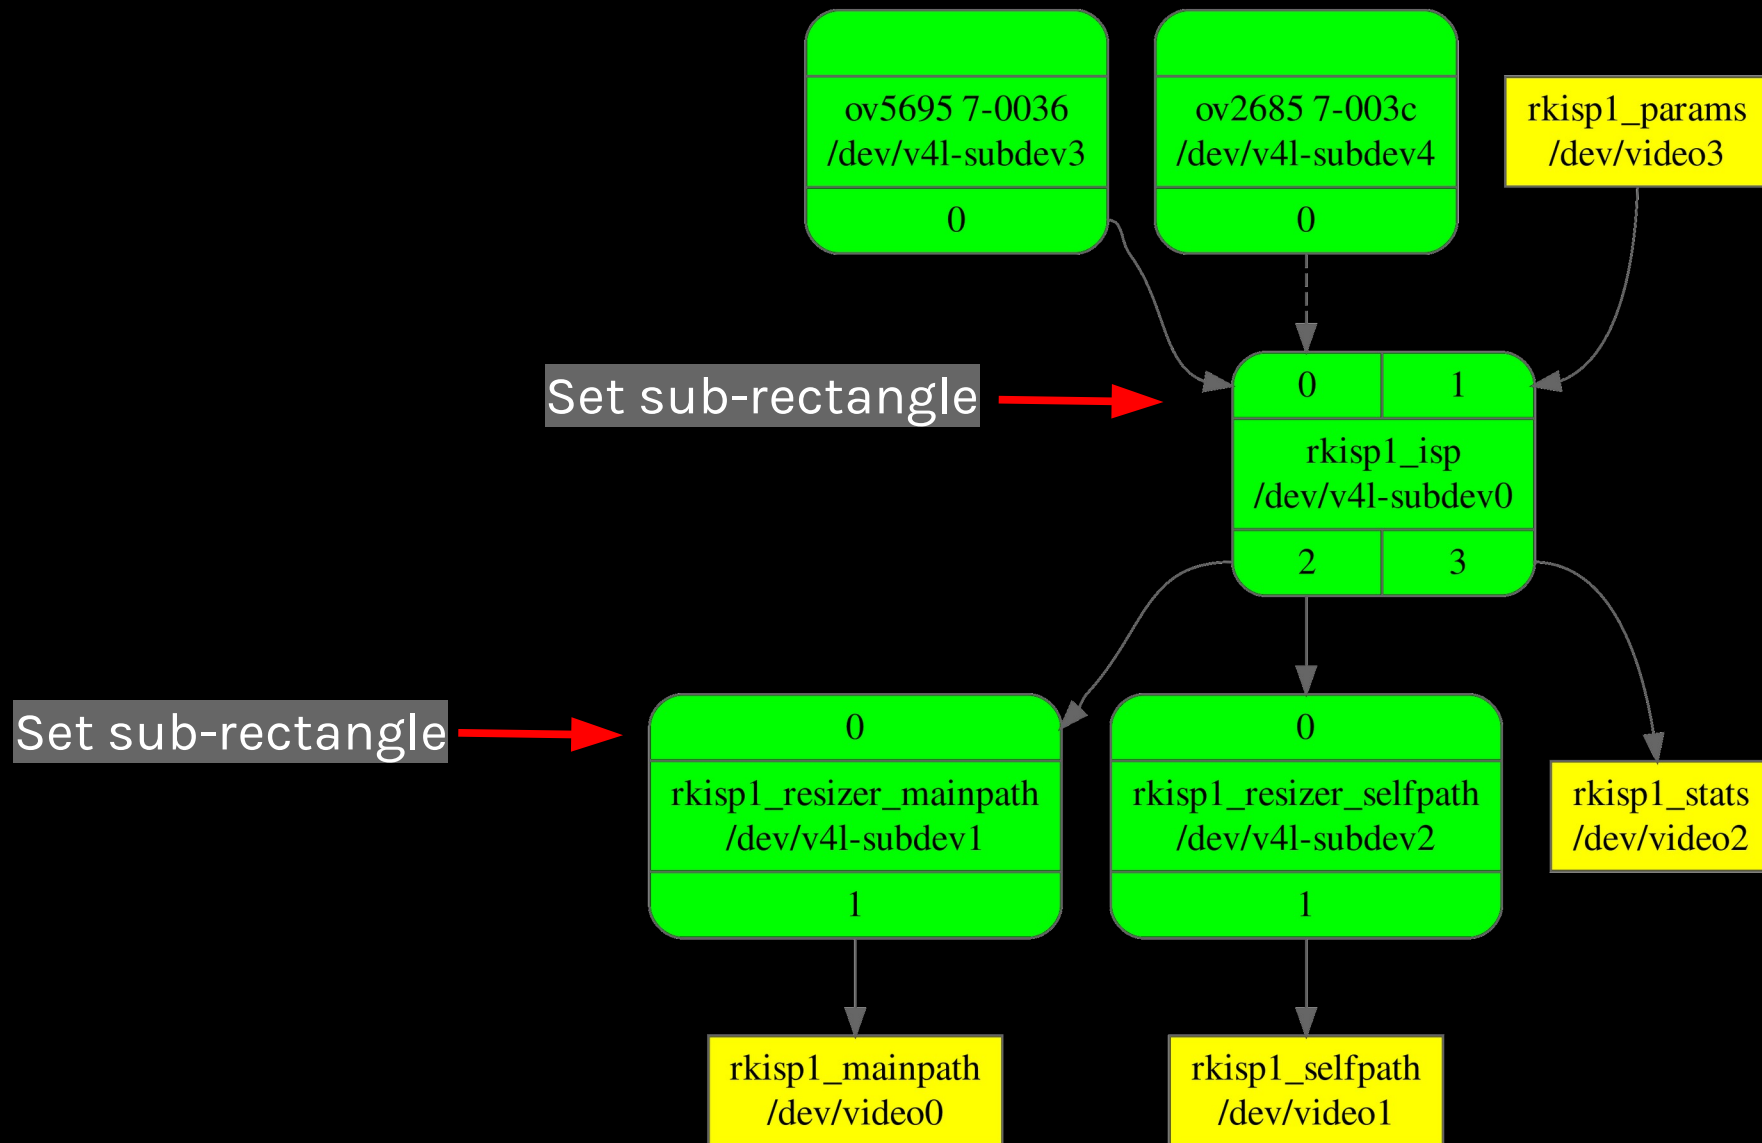 ov5695 7-0036
/dev/v4l-subdev3
0
ov2685 7-003c
/dev/v4l-subdev4
0
rkisp1_params
/dev/video3
Set sub-rectangle
0
1
rkisp1_isp
/dev/v4l-subdev0
2
3
Set sub-rectangle
0
rkisp1_resizer_mainpath
/dev/v4l-subdev1
1
0
rkisp1_resizer_selfpath
/dev/v4l-subdev2
1
rkisp1_stats
/dev/video2
rkisp1_mainpath
/dev/video0
rkisp1_selfpath
/dev/video1